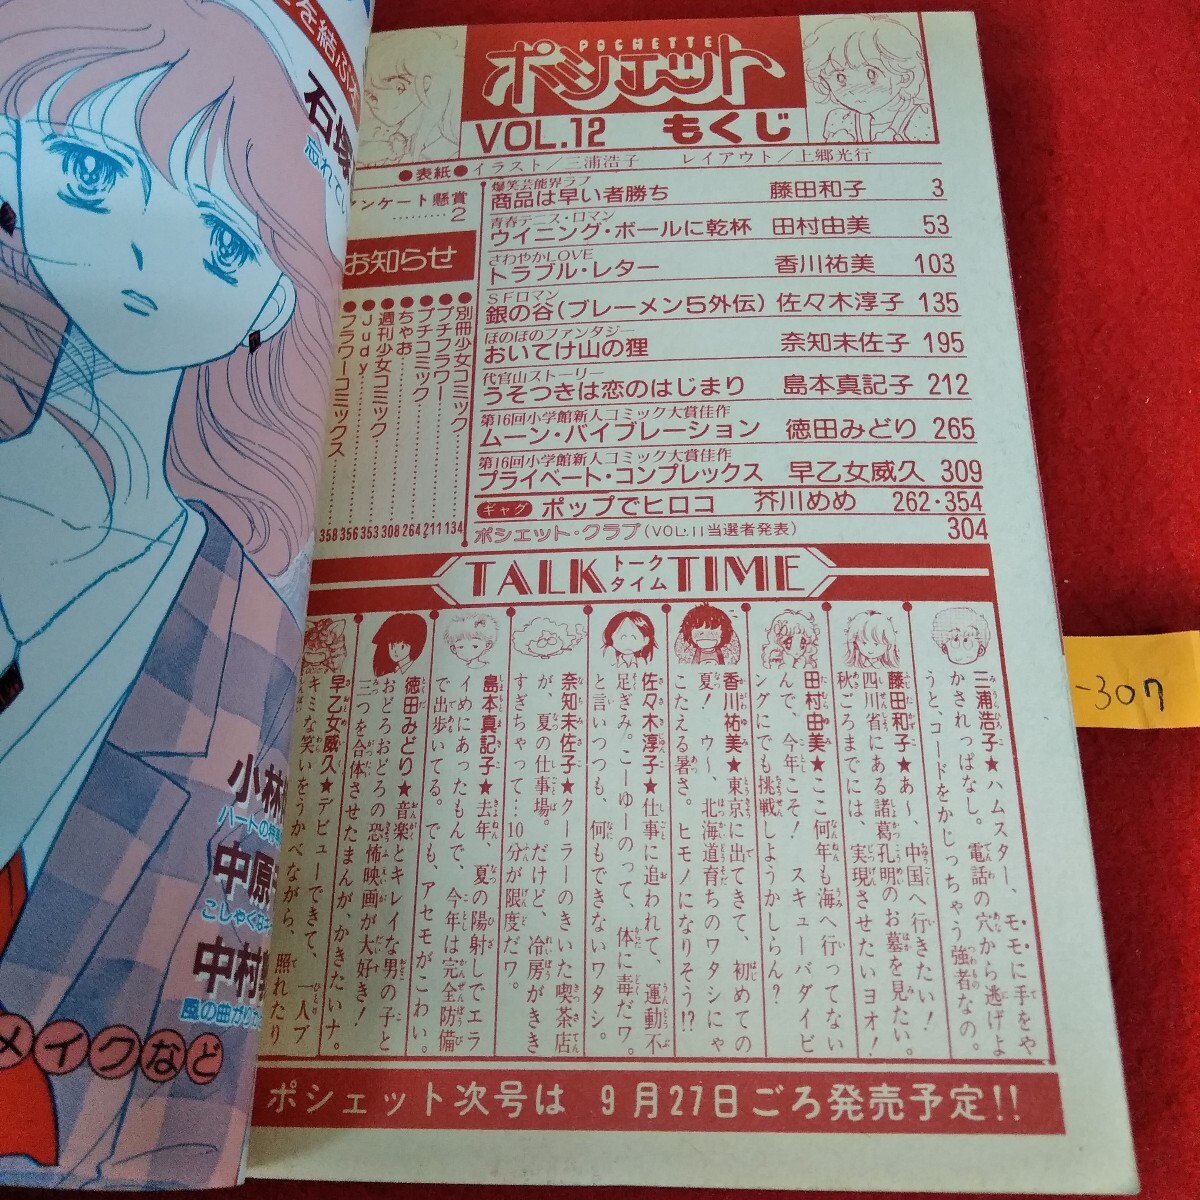 POCHETTE
ポシェット
VOL.12 もくじ
●表紙●イラスト/三浦浩子 レイアウト/上郷光行
アンケート懸賞
………2
爆笑芸能界ラブ
商品は早い者勝ち 藤田和子 3
青春テニス・ロマン
ウイニング・ボールに乾杯 田村由美 53
さわやかLOVE
トラブル・レター 香川祐美 103
SFロマン
銀の谷(ブレーメン5外伝) 佐々木淳子 135
ほのぼのファンタジー
おいてけ山の狸 奈知未佐子 195
代官山ストーリー
うそつきは恋のはじまり 島本真記子 212
第16回小学館新人コミック大賞佳作
ムーン・バイブレーション 徳田みどり 265
第16回小学館新人コミック大賞佳作
プライベート・コンプレックス 早乙女威久 309
ギャグ ポップでヒロコ 芥川めめ 262・354
ポシェット・クラブ(VOL.11当選者発表) 304
お知らせ
●別冊少女コミック…134
●プチフラワー…211
●プチコミック…264
●ちゃお…308
●週刊少女コミック…353
●Judy…356
●フラワーコミックス…358
TALK トークタイム TIME
三浦浩子★ハムスター、モモに手をや
かされっぱなし。電話の穴から逃げよ
うと、コードをかじっちゃう強者なの。
藤田和子★あ〜、中国へ行きたい!
四川省にある諸葛孔明のお墓を見たい。
秋ごろまでには、実現させたいヨオ!
田村由美★ここ何年も海へ行ってない
んで、今年こそ! スキューバダイビ
ングにでも挑戦しようかしらん?
香川祐美★東京に出てきて、初めての
夏! ウ〜、北海道育ちのワタシにゃ
こたえる暑さ。ヒモノになりそう!?
佐々木淳子★仕事に追われて、運動不
足ぎみ。こーゆーのって、体に毒だワ。
と言いつつも、何もできないワタシ。
奈知未佐子★クーラーのきいた喫茶店
が、夏の仕事場。だけど、冷房がきき
すぎちゃって…10分が限度だワ。
島本真記子★去年、夏の陽射しでエラ
イめにあったもんで、今年は完全防備
で出歩いてる。でも、アセモがこわい。
徳田みどり★音楽とキレイな男の子と
おどろおどろの恐怖映画が大好き!
三つを合体させたまんが、かきたいナ。
早乙女威久★デビューできて、一人ブ
キミな笑いをうかべながら、照れたり
ポシェット次号は 9月27日ごろ発売予定!!
を結ぶ
石塚
忘れてい
小林
ハートの
中原
こしゃくな
中村
風の曲がり
メイクなど
-307